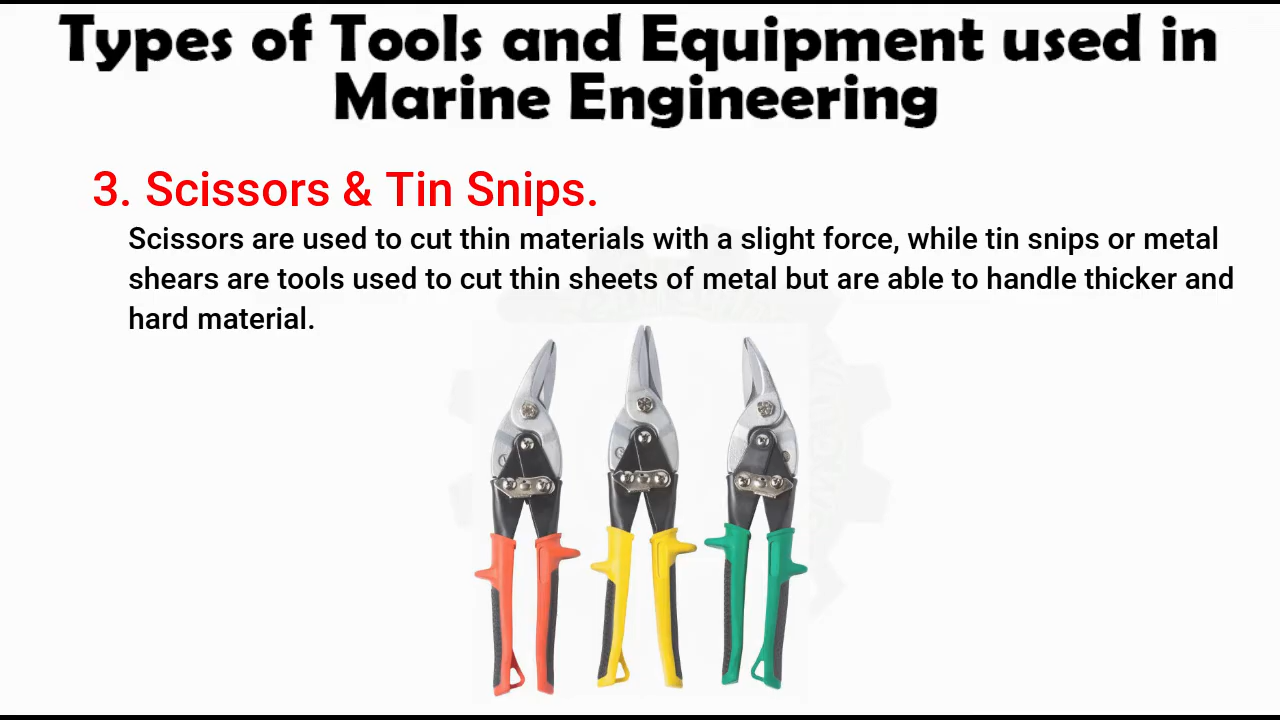 Types of Tools and Equipment used in
Marine Engineering
3. Scissors & Tin Snips.
Scissors are used to cut thin materials with a slight force, while tin snips or metal
shears are tools used to cut thin sheets of metal but are able to handle thicker and
hard material.